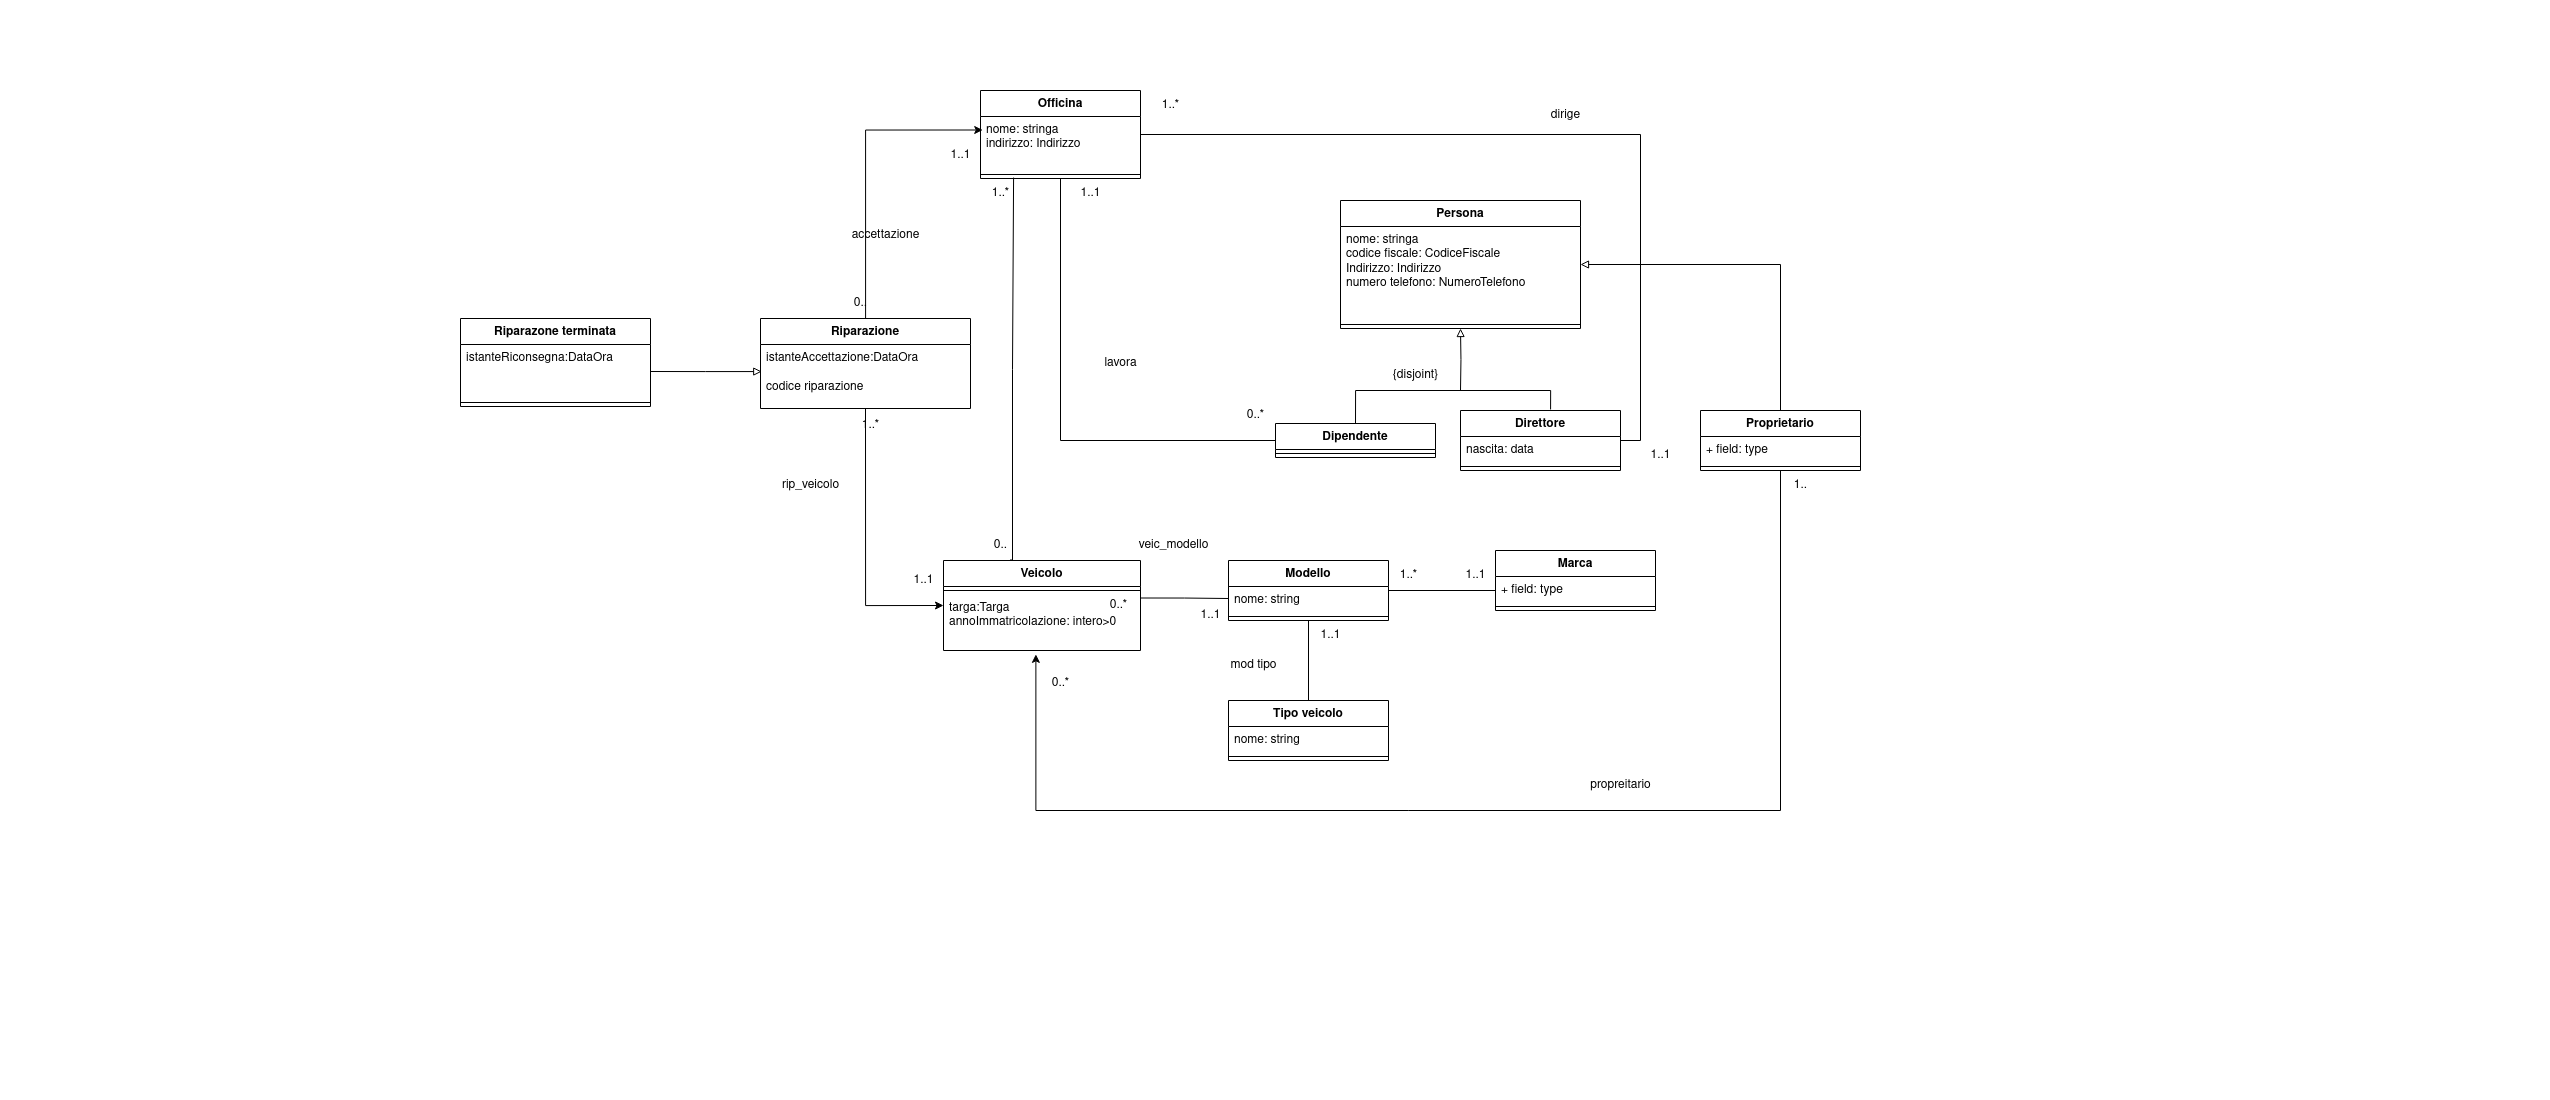 Officina
nome: stringa
indirizzo: Indirizzo
1..*
dirige
1..1
1..*
1..1
Persona
nome: stringa
codice fiscale: CodiceFiscale
Indirizzo: Indirizzo
numero telefono: NumeroTelefono
accettazione
0..
Riparazone terminata
istanteRiconsegna:DataOra
Riparazione
istanteAccettazione:DataOra
codice riparazione
lavora
{disjoint}
0..*
Dipendente
Direttore
nascita: data
1..1
Proprietario
+ field: type
1..
1..*
rip_veicolo
0..
veic_modello
1..1
Veicolo
targa:Targa
annoImmatricolazione: intero>0
0..*
1..1
Modello
nome: string
1..*
1..1
Marca
+ field: type
1..1
mod tipo
0..*
Tipo veicolo
nome: string
propreitario